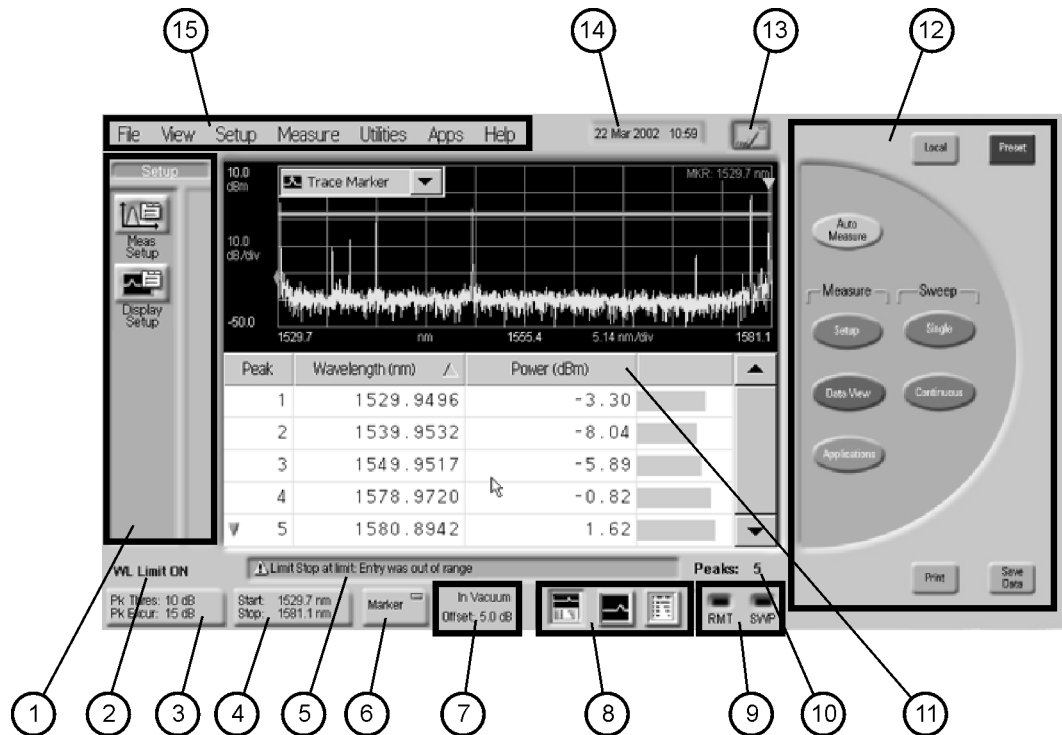 15 14 13 12
File View Setup Measure Utilities Apps Help
22 Mar 2002 10:59
Local Preset
Setup
Meas
Setup
Display
Setup
10.0
dBm
Trace Marker
MKR: 1529.7 nm
10.0
dB/div
-50.0
1529.7 nm 1555.4 5.14 nm/div 1581.1
Auto
Measure
Measure Sweep
Setup Single
Data View Continuous
Applications
Peak Wavelength (nm) Power (dBm)
1 1529.9496 -3.30
2 1539.9532 -8.04
3 1549.9517 -5.89
4 1578.9720 -0.82
5 1580.8942 1.62
WL Limit ON
Limit Stop at limit: Entry was out of range
Peaks: 5
Print
Save
Data
Pk Thres: 10 dB
Pk Excur: 15 dB
Start: 1529.7 nm
Stop: 1581.1 nm
Marker
In Vacuum
Offset: 5.0 dB
RMT SWP
1 2 3 4 5 6 7 8 9 10 11